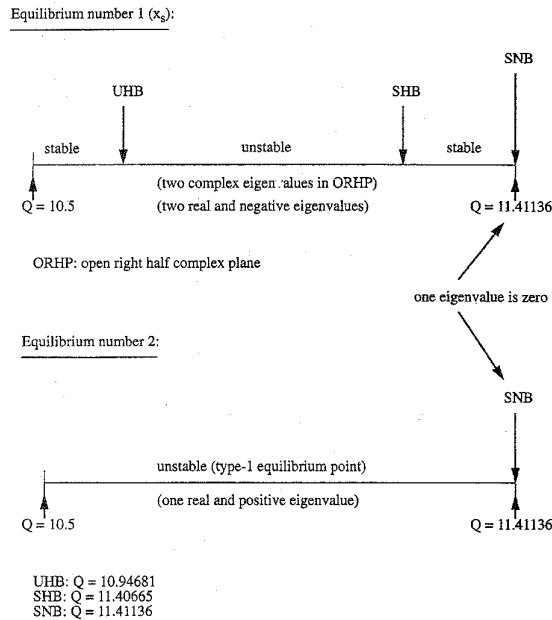 Equilibrium number 1 (xs):
SNB
UHB
SHB
stable
unstable
stable
(two complex eigenvalues in ORHP)
Q = 10.5
(two real and negative eigenvalues)
Q = 11.41136
ORHP: open right half complex plane
one eigenvalue is zero
Equilibrium number 2:
SNB
unstable (type-1 equilibrium point)
(one real and positive eigenvalue)
Q = 10.5
Q = 11.41136
UHB: Q = 10.94681
SHB: Q = 11.40665
SNB: Q = 11.41136